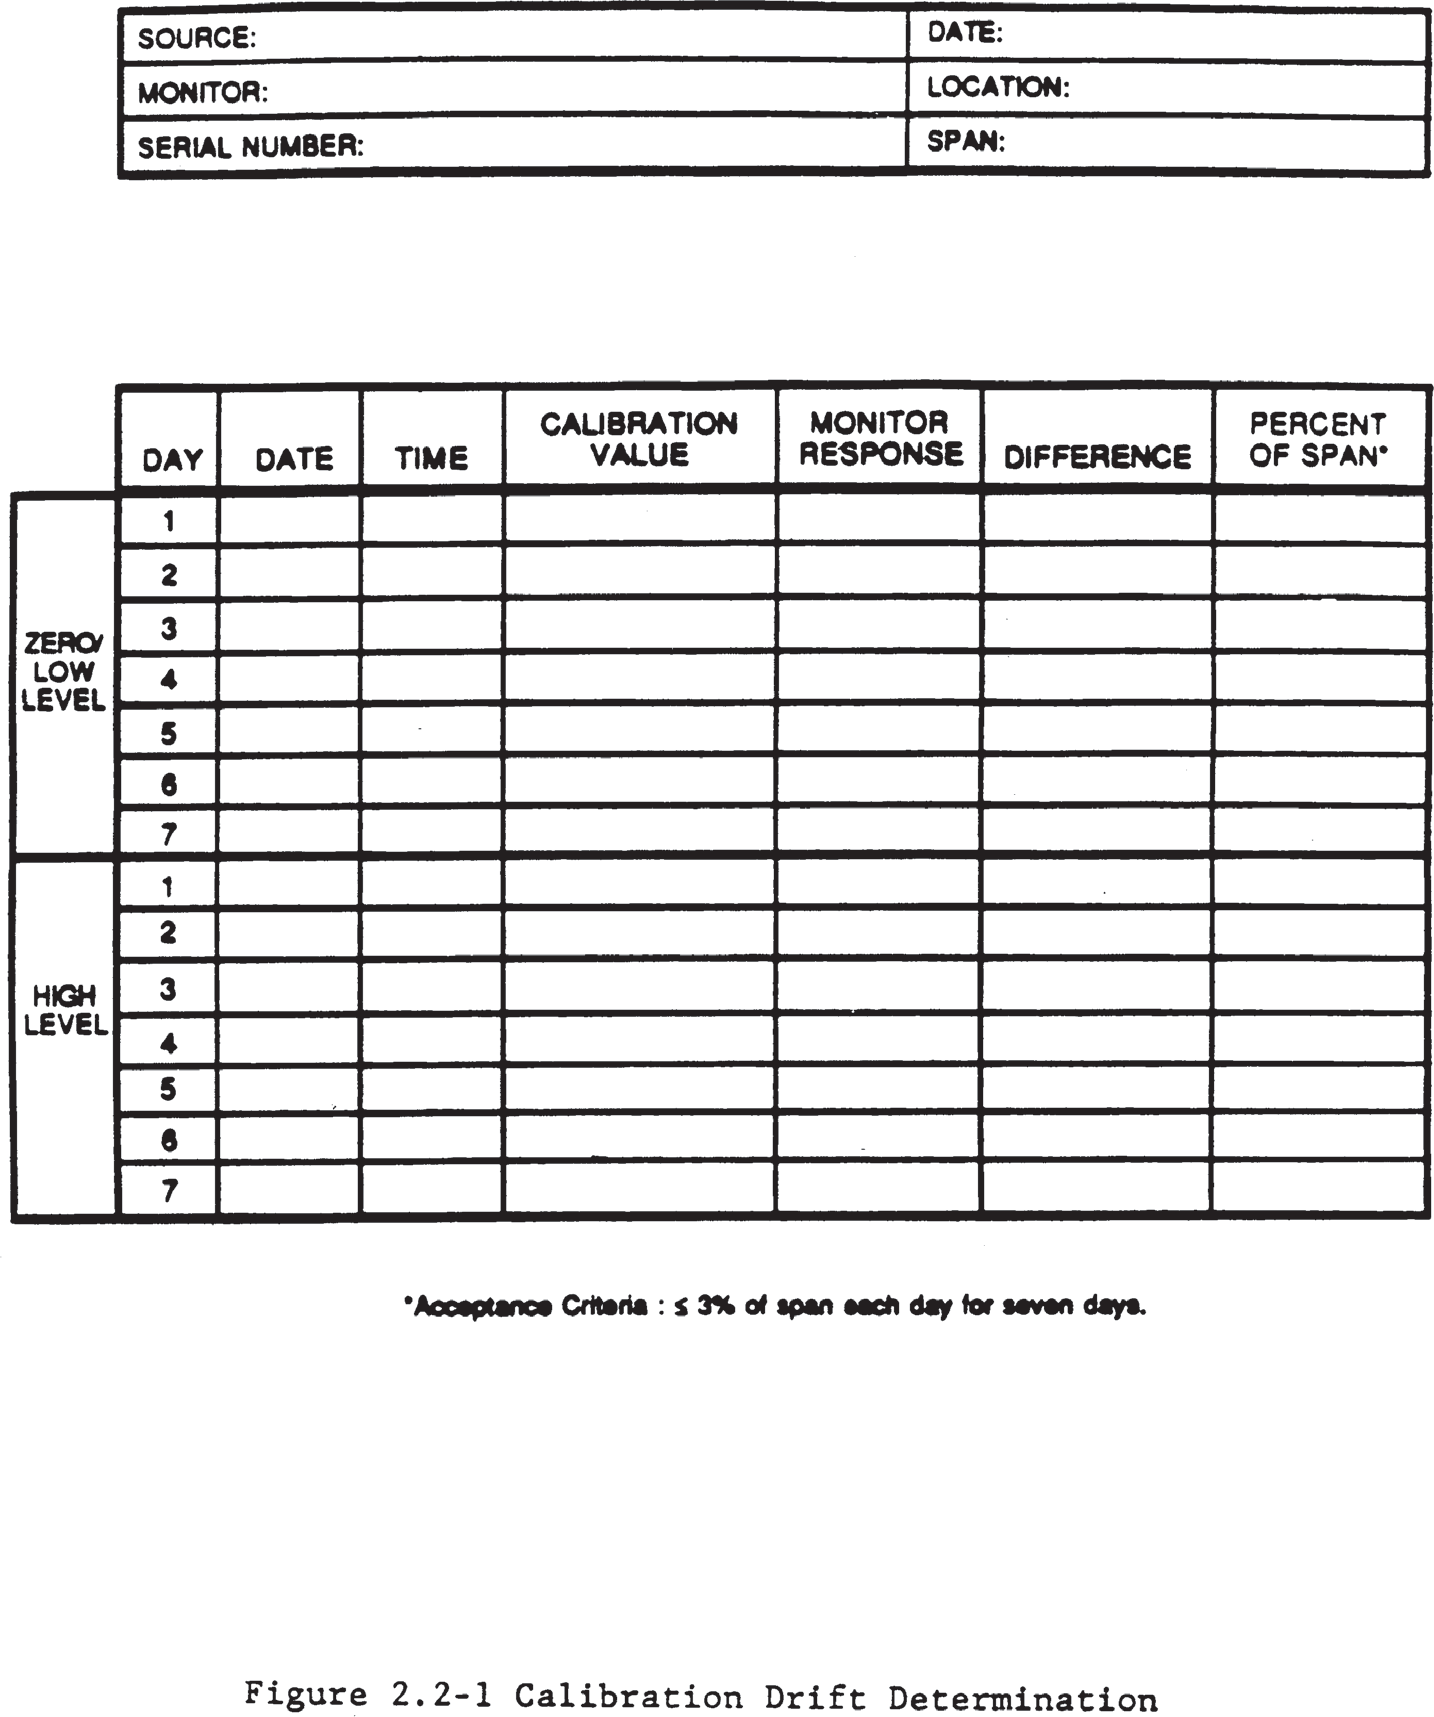 SOURCE:
DATE:
MONITOR:
LOCATION:
SERIAL NUMBER:
SPAN:
DAY
DATE
TIME
CALIBRATION
VALUE
MONITOR
RESPONSE
DIFFERENCE
PERCENT
OF SPAN*
ZERO/
LOW
LEVEL
1
2
3
4
5
6
7
HIGH
LEVEL
1
2
3
4
5
6
7
*Acceptance Criteria : ≤ 3% of span each day for seven days.
Figure 2.2-1 Calibration Drift Determination